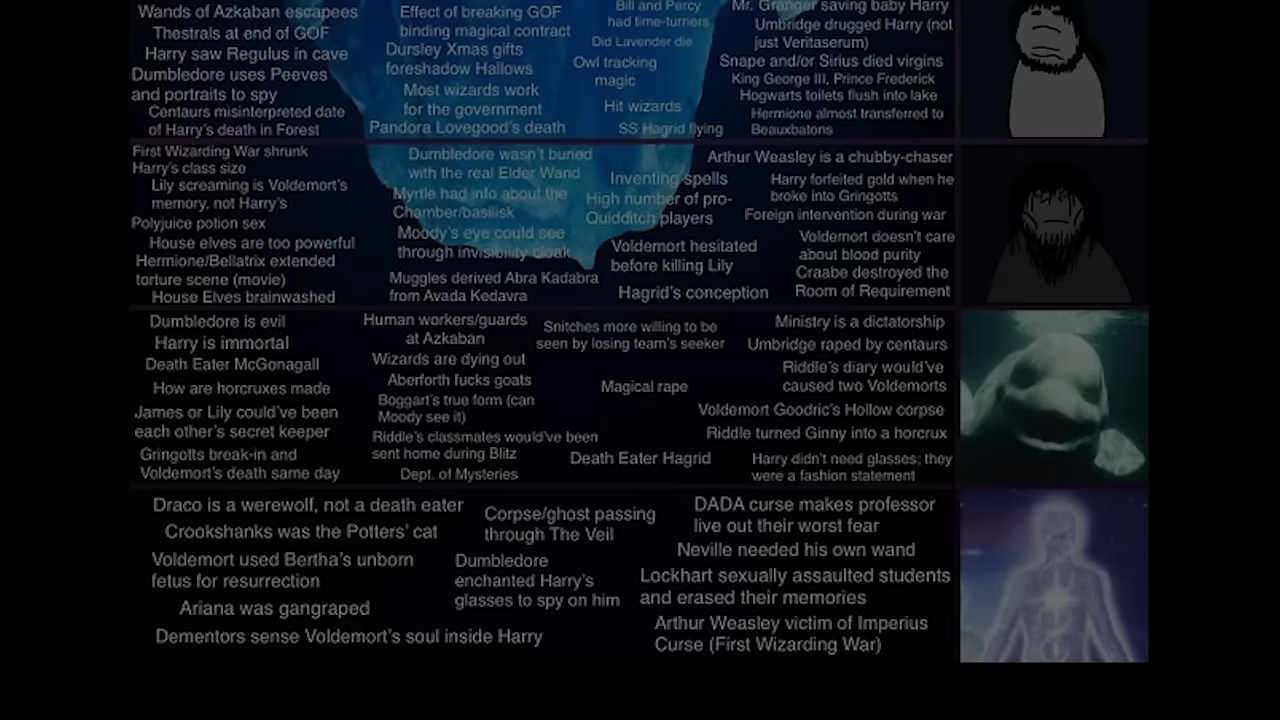 Wands of Azkaban escapees
Thestrals at end of GOF
Harry saw Regulus in cave
Dumbledore uses Peeves
and portraits to spy
Centaurs misinterpreted date
of Harry's death in Forest
Effect of breaking GOF
binding magical contract
Dursley Xmas gifts
foreshadow Hallows
Most wizards work
for the government
Pandora Lovegood's death
Bill and Percy
had time-turners
Did Lavender die
Owl tracking
magic
Hit wizards
SS Hagrid flying
Mr. Granger saving baby Harry
Umbridge drugged Harry (not
just Veritaserum)
Snape and/or Sirius died virgins
King George III, Prince Frederick
Hogwarts toilets flush into lake
Hermione almost transferred to
Beauxbatons
First Wizarding War shrunk
Harry's class size
Lily screaming is Voldemort's
memory, not Harry's
Polyjuice potion sex
House elves are too powerful
Hermione/Bellatrix extended
torture scene (movie)
House Elves brainwashed
Dumbledore wasn't buried
with the real Elder Wand
Myrtle had info about the
Chamber/basilisk
Moody's eye could see
through invisibility cloak
Muggles derived Abra Kadabra
from Avada Kedavra
Inventing spells
High number of pro-
Quidditch players
Voldemort hesitated
before killing Lily
Hagrid's conception
Arthur Weasley is a chubby-chaser
Harry forfeited gold when he
broke into Gringotts
Foreign intervention during war
Voldemort doesn't care
about blood purity
Craabe destroyed the
Room of Requirement
Dumbledore is evil
Harry is immortal
Death Eater McGonagall
How are horcruxes made
James or Lily could've been
each other's secret keeper
Gringotts break-in and
Voldemort's death same day
Human workers/guards
at Azkaban
Wizards are dying out
Aberforth fucks goats
Boggart's true form (can
Moody see it)
Riddle's classmates would've been
sent home during Blitz
Dept. of Mysteries
Snitches more willing to be
seen by losing team's seeker
Magical rape
Death Eater Hagrid
Ministry is a dictatorship
Umbridge raped by centaurs
Riddle's diary would've
caused two Voldemorts
Voldemort Goodric's Hollow corpse
Riddle turned Ginny into a horcrux
Harry didn't need glasses; they
were a fashion statement
Draco is a werewolf, not a death eater
Crookshanks was the Potters' cat
Voldemort used Bertha's unborn
fetus for resurrection
Ariana was gangraped
Dementors sense Voldemort's soul inside Harry
Corpse/ghost passing
through The Veil
Dumbledore
enchanted Harry's
glasses to spy on him
DADA curse makes professor
live out their worst fear
Neville needed his own wand
Lockhart sexually assaulted students
and erased their memories
Arthur Weasley victim of Imperius
Curse (First Wizarding War)